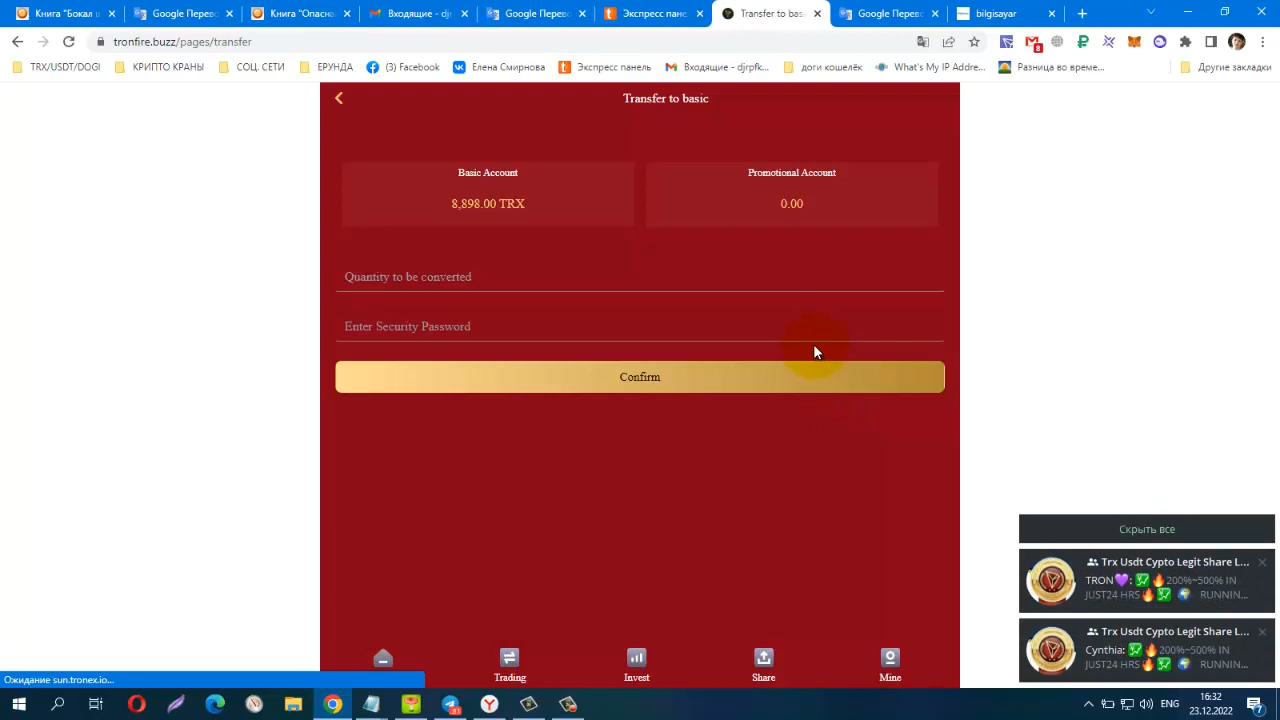 Книга "Бокал
Google Перево
Книга "Опасна
Входящие - djr
Google Перево
Экспресс пане
Transfer to basi
Google Перево
bilgisayar
tronfire.buzz/pages/transfer
8
TRX/USDT/DOGI
КРИПТО КРАНЫ
СОЦ. СЕТИ
ЕРУНДА
(3) Facebook
Елена Смирнова
Экспресс панель
Входящие - djrpfk...
доги кошелёк
What's My IP Addre...
Разница во време...
Другие закладки
Transfer to basic
Basic Account
Promotional Account
8,898.00 TRX
0.00
Quantity to be converted
Enter Security Password
Confirm
Скрыть все
Trx Usdt Cypto Legit Share L...
TRON💜: 💹🔥200%~500% IN
JUST24 HRS🔥💹 🌍 RUNNIN...
Trx Usdt Cypto Legit Share L...
Cynthia: 💹🔥200%~500% IN
JUST24 HRS🔥💹 🌍 RUNNIN...
Trading
Invest
Share
Mine
Ожидание sun.tronex.io...
ENG
16:32
23.12.2022